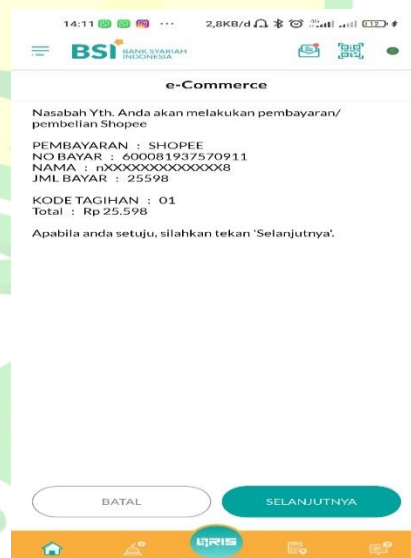 14:11 ... 2,8KB/d 112
BSI BANK SYARIAH
INDONESIA
e-Commerce
Nasabah Yth. Anda akan melakukan pembayaran/
pembelian Shopee
PEMBAYARAN : SHOPEE
NO BAYAR : 600081937570911
NAMA : nXXXXXXXXXXXXX8
JML BAYAR : 25598
KODE TAGIHAN : 01
Total : Rp 25.598
Apabila anda setuju, silahkan tekan 'Selanjutnya'.
BATAL SELANJUTNYA
QRIS